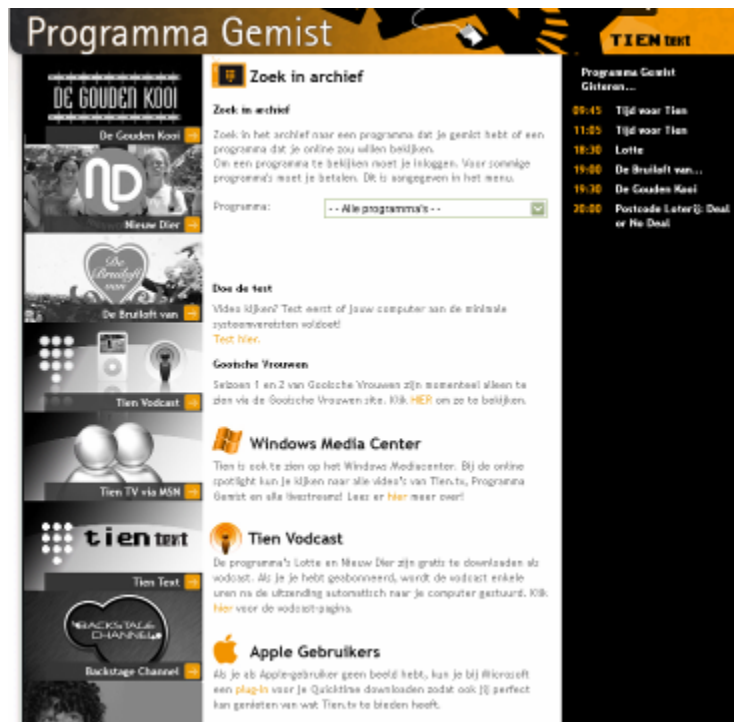 Programma Gemist
TIEN text
DE GOUDEN KOOI
De Gouden Kooi
ND
Nieuw Dier
De
Bruiloft
van
De Bruiloft van
Tien Vodcast
Tien TV via MSN
tien text
Tien Text
BACKSTAGE
CHANNEL
Backstage Channel
Zoek in archief
Zoek in archief
Zoek in het archief naar een programma dat je gemist hebt of een
programma dat je online zou willen bekijken.
Om een programma te bekijken moet je inloggen. Voor sommige
programma's moet je betalen. Dit is aangegeven in het menu.
Programma:
-- Alle programma's --
Doe de test
Video kijken? Test eerst of jouw computer aan de minimale
systeemvereisten voldoet!
Test hier.
Gooische Vrouwen
Seizoen 1 en 2 van Gooische Vrouwen zijn momenteel alleen te
zien via de Gooische Vrouwen site. Klik HIER om ze te bekijken.
Windows Media Center
Tien is ook te zien op het Windows Mediacenter. Bij de online
spotlight kun je kijken naar alle video's van Tien.tv, Programma
Gemist en alle livestreams! Lees er hier meer over!
Tien Vodcast
De programma's Lotte en Nieuw Dier zijn gratis te downloaden als
vodcast. Als je je hebt geabonneerd, wordt de vodcast enkele
uren na de uitzending automatisch naar je computer gestuurd. Klik
hier voor de vodcast-pagina.
Apple Gebruikers
Als je als Apple-gebruiker geen beeld hebt, kun je bij Microsoft
een plug-in voor je Quicktime downloaden zodat ook jij perfect
kan genieten van wat Tien.tv te bieden heeft.
Programma Gemist
Gisteren...
09:45 Tijd voor Tien
11:05 Tijd voor Tien
18:30 Lotte
19:00 De Bruiloft van...
19:30 De Gouden Kooi
20:00 Postcode Loterij: Deal
or No Deal